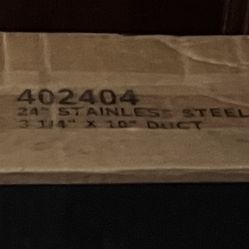 402404
24" STAINLESS STEEL
3 1/4" X 10" DUCT